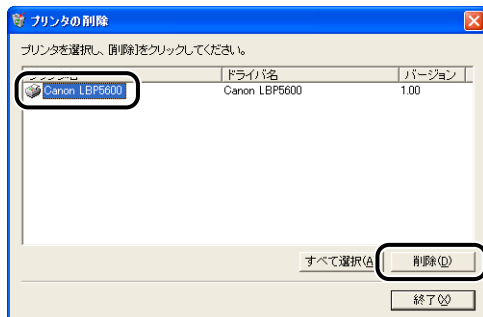 プリンタの削除
プリンタを選択し、[削除]をクリックしてください。
ドライバ名 バージョン
Canon LBP5600 Canon LBP5600 1.00
すべて選択(A 削除(D)
終了(X)